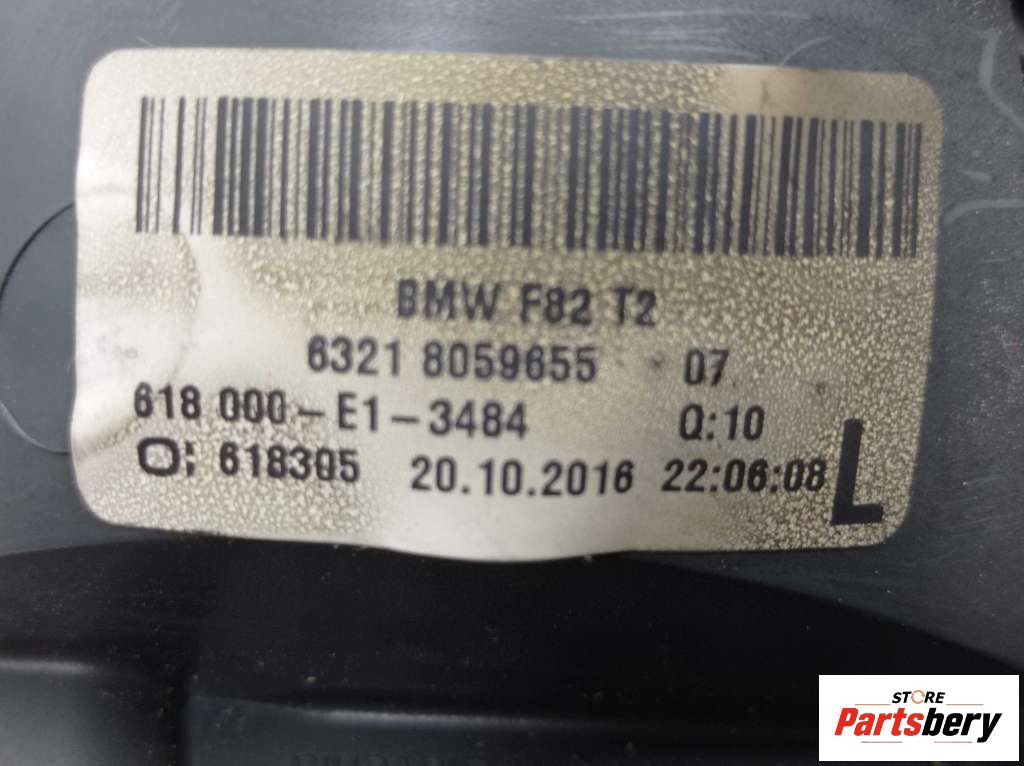 BMW F82 T2
6321 8059655 07
618 000-E1-3484 Q:10
O: 618305 20.10.2016 22:06:08 L
STORE
Partsbery